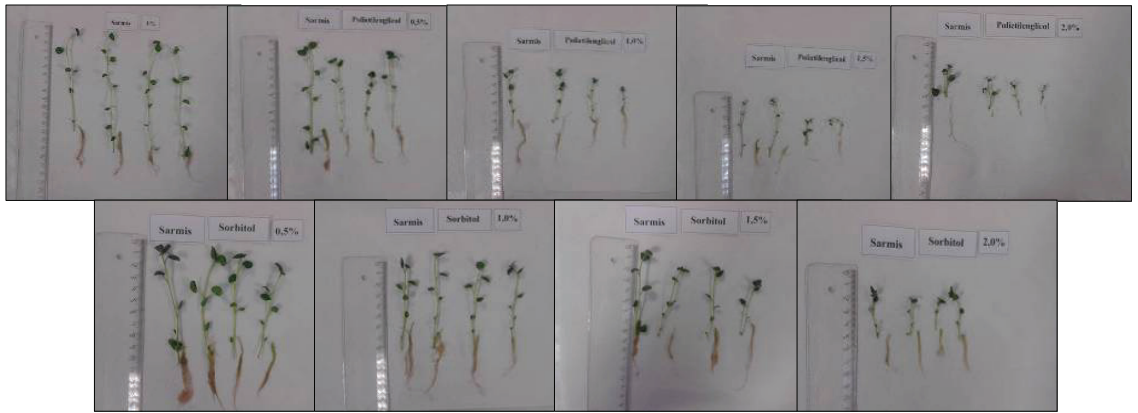 Sarmis
Sarmis Polietilenglicol 0,5%
Sarmis Polietilenglicol 1,0%
Sarmis Polietilenglicol 1,5%
Sarmis Polietilenglicol 2,0%
Sarmis Sorbitol 0,5%
Sarmis Sorbitol 1,0%
Sarmis Sorbitol 1,5%
Sarmis Sorbitol 2,0%